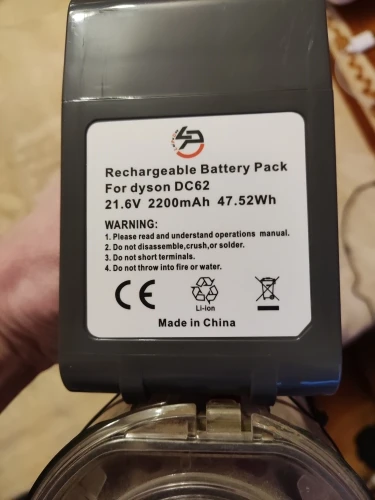 Rechargeable Battery Pack
For dyson DC62
21.6V 2200mAh 47.52Wh
WARNING:
1. Please read and understand operations manual.
2. Do not disassemble,crush,or solder.
3. Do not short terminals.
4. Do not throw into fire or water.
CE
Li-ion
Made in China